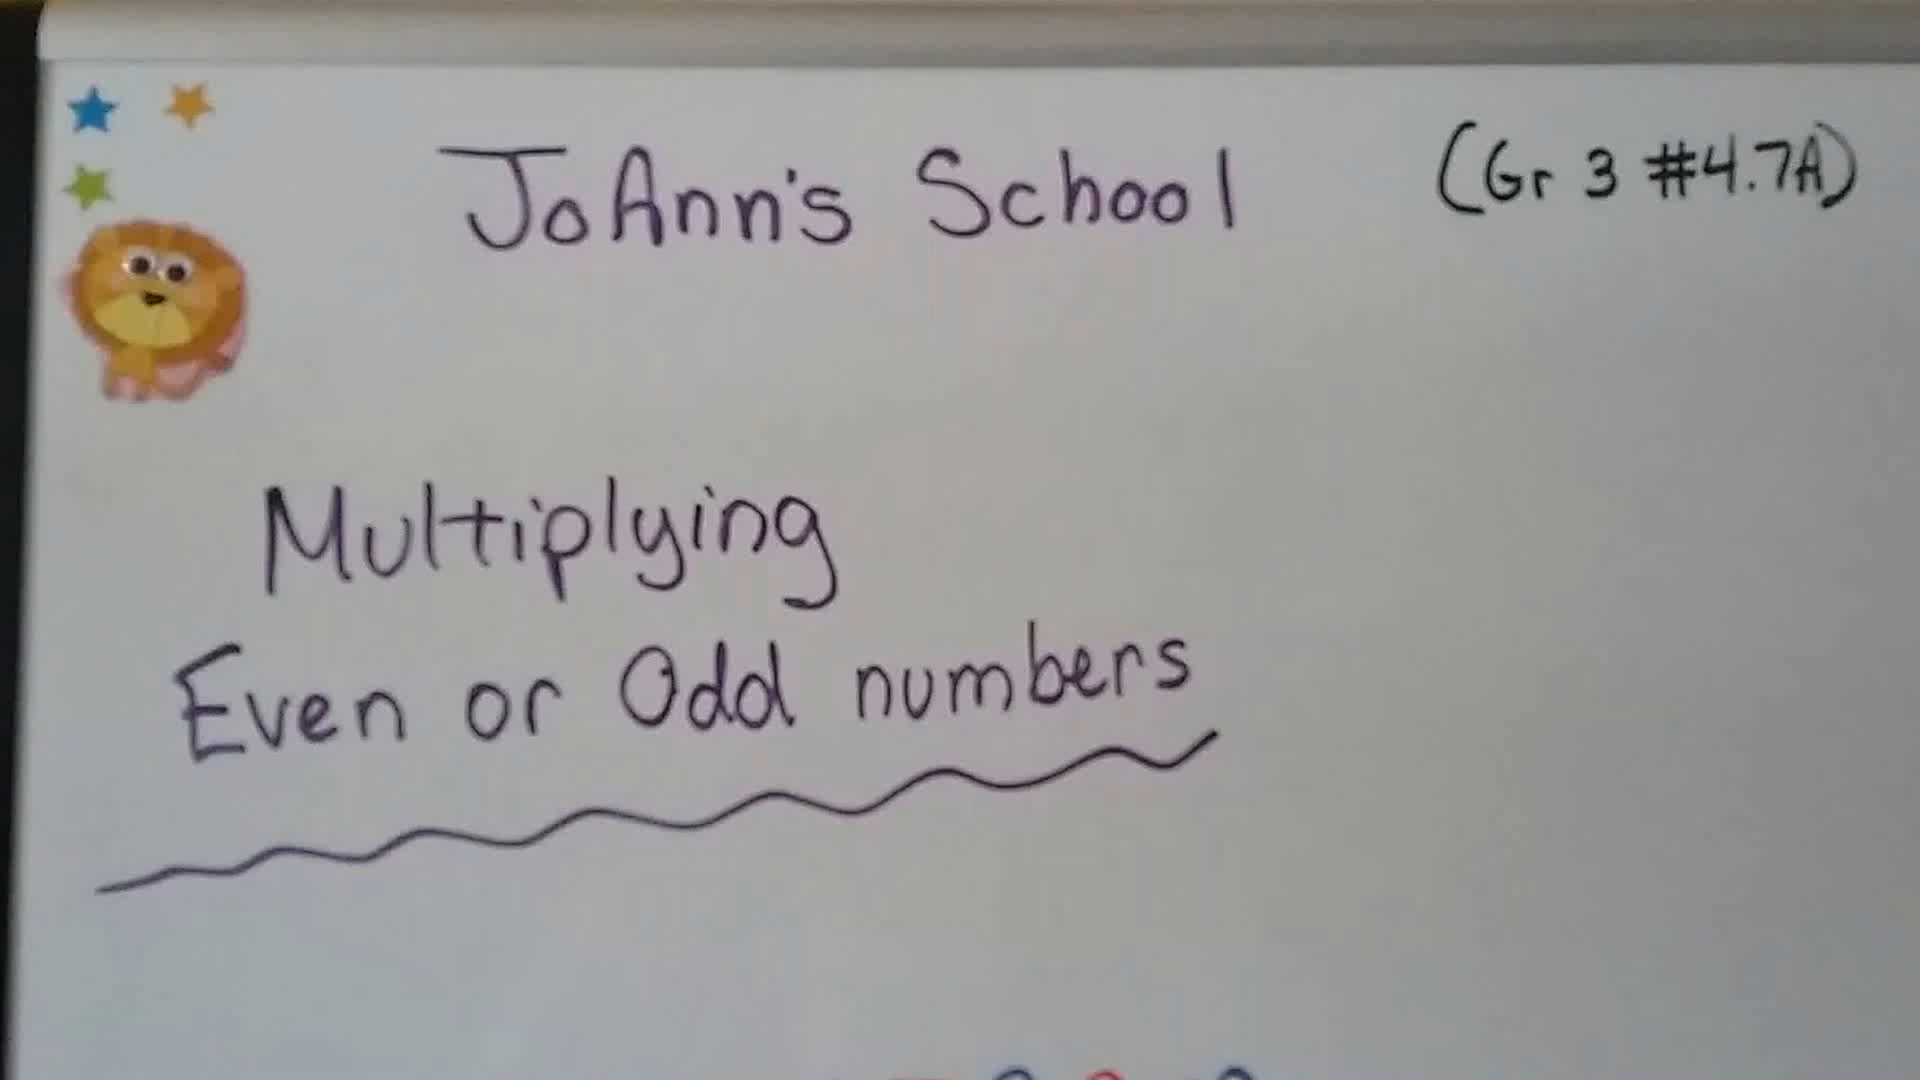 JoAnn's School (Gr 3 #4.7A)
Multiplying
Even or Odd numbers